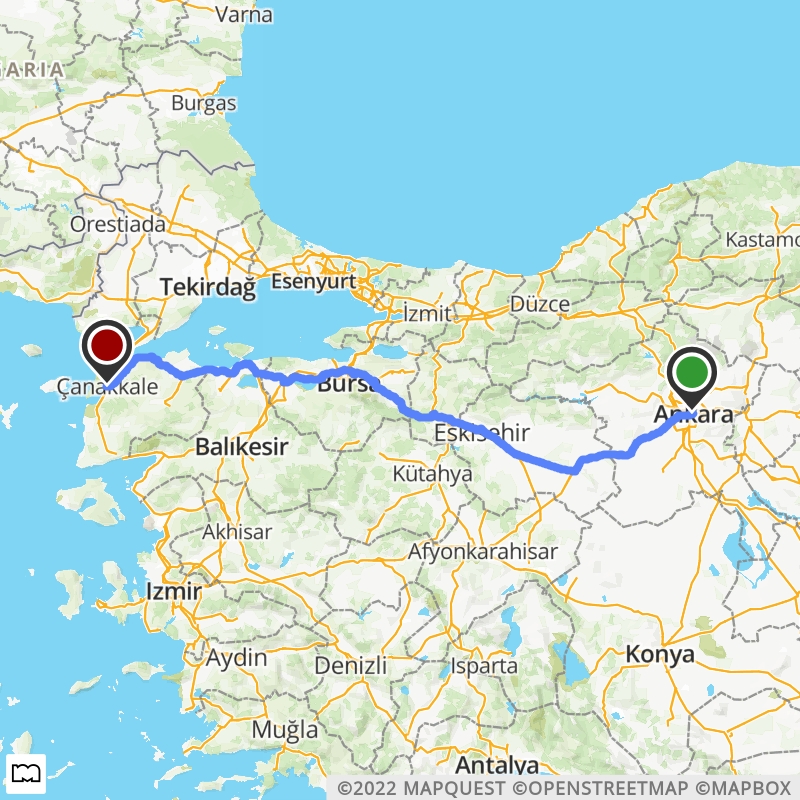 Varna
GARIA
Burgas
Orestiada
Kastamo
Tekirdağ
Esenyurt
İzmit
Düzce
Çanakkale
Bursa
Ankara
Eskişehir
Balıkesir
Kütahya
Akhisar
Afyonkarahisar
Izmir
Aydin
Denizli
Isparta
Konya
Muğla
Antalya
©2022 MAPQUEST ©OPENSTREETMAP ©MAPBOX